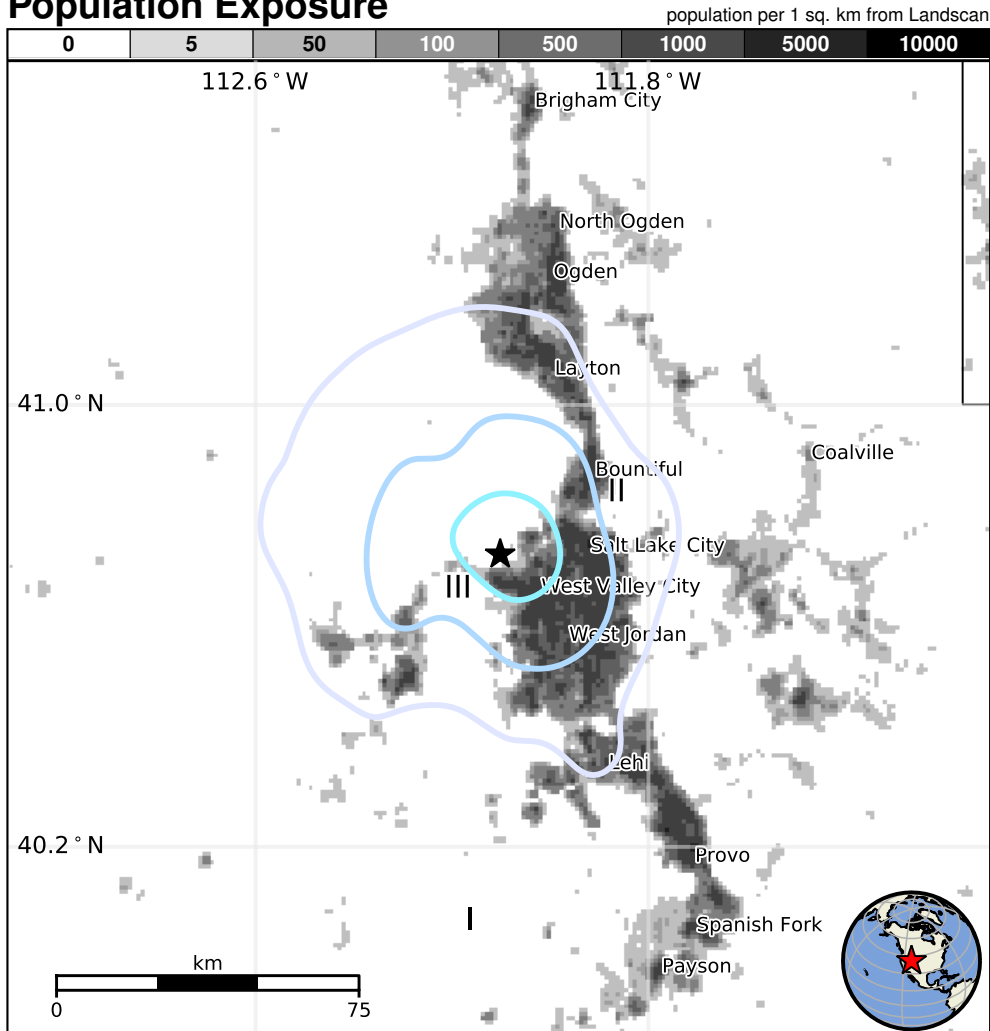 Population Exposure
population per 1 sq. km from Landscan
0 5 50 100 500 1000 5000 10000
112.6°W 111.8°W
Brigham City
North Ogden
Ogden
Layton
41.0°N
Coalville
Bountiful
II
Salt Lake City
III West Valley City
West Jordan
Lehi
40.2°N
Provo
I
Spanish Fork
Payson
km
0 75